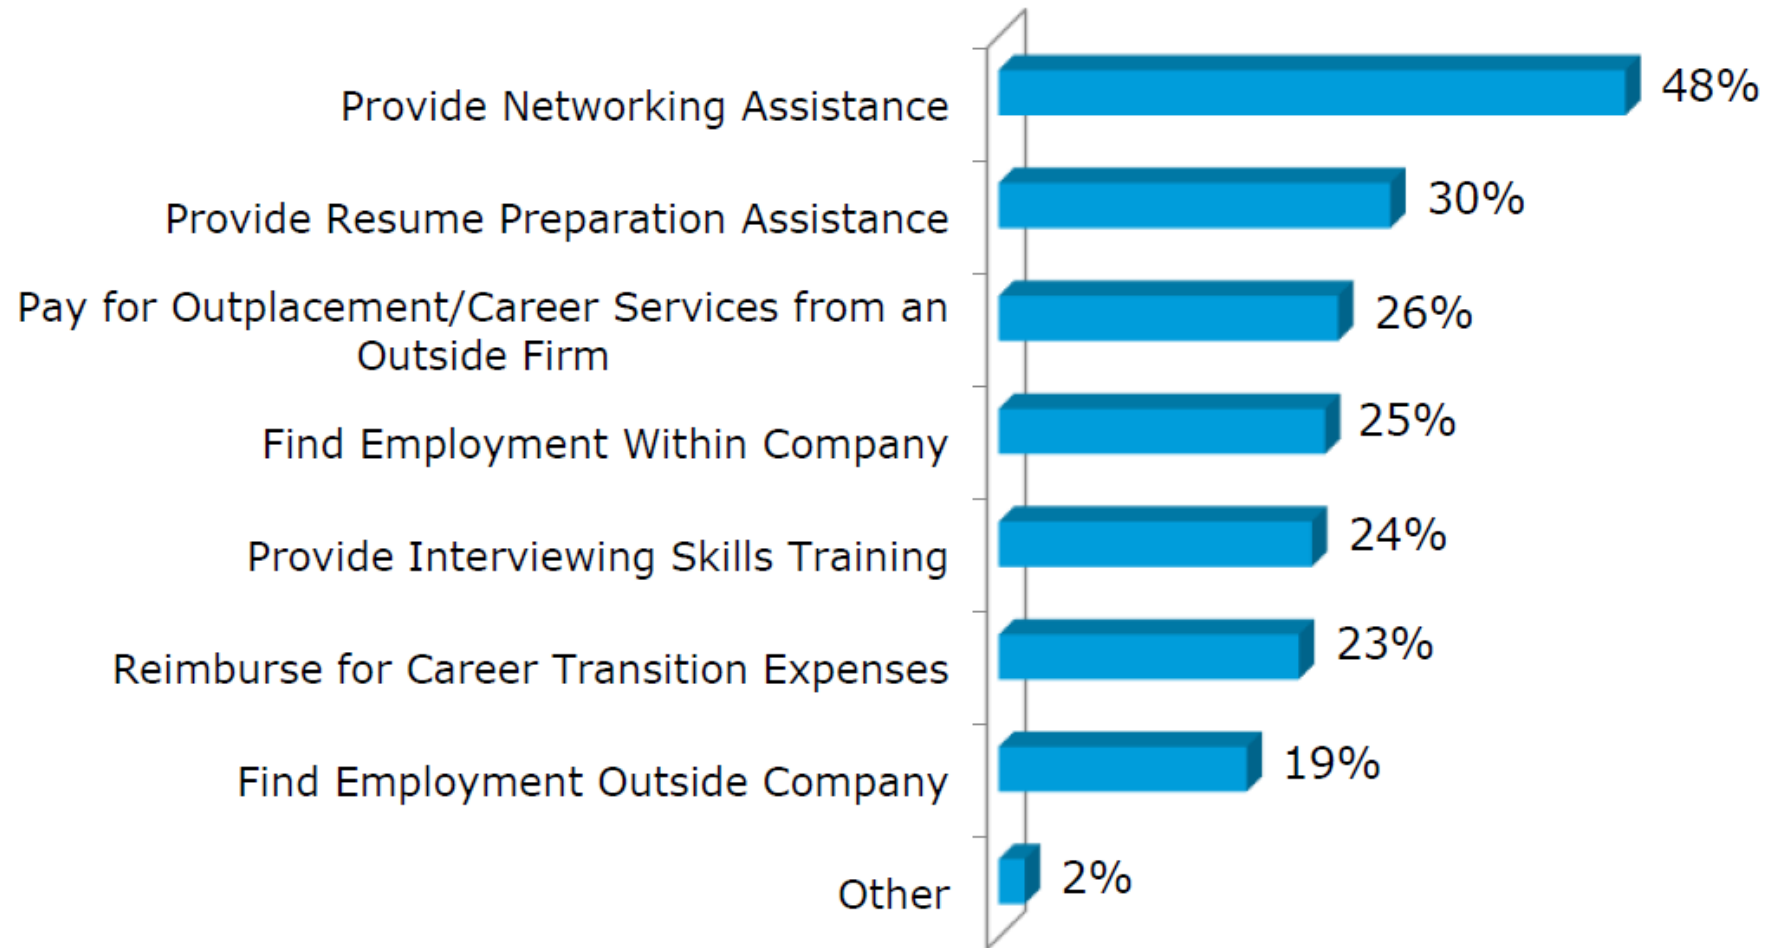 Provide Networking Assistance 48%
Provide Resume Preparation Assistance 30%
Pay for Outplacement/Career Services from an
Outside Firm 26%
Find Employment Within Company 25%
Provide Interviewing Skills Training 24%
Reimburse for Career Transition Expenses 23%
Find Employment Outside Company 19%
Other 2%